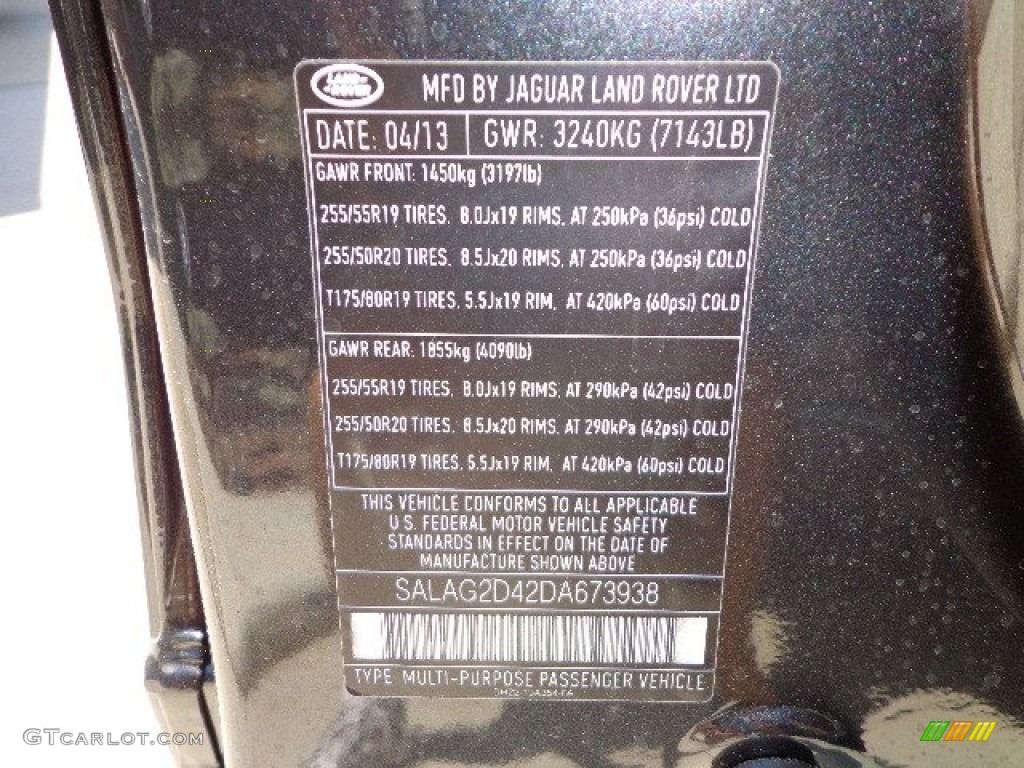 LAND-
ROVER
MFD BY JAGUAR LAND ROVER LTD
DATE: 04/13 GWR: 3240KG (7143LB)
GAWR FRONT: 1450kg (3197lb)
255/55R19 TIRES, 8.0Jx19 RIMS, AT 250kPa (36psi) COLD
255/50R20 TIRES, 8.5Jx20 RIMS, AT 250kPa (36psi) COLD
T175/80R19 TIRES, 5.5Jx19 RIM, AT 420kPa (60psi) COLD
GAWR REAR: 1855kg (4090lb)
255/55R19 TIRES, 8.0Jx19 RIMS, AT 290kPa (42psi) COLD
255/50R20 TIRES, 8.5Jx20 RIMS, AT 290kPa (42psi) COLD
T175/80R19 TIRES, 5.5Jx19 RIM, AT 420kPa (60psi) COLD
THIS VEHICLE CONFORMS TO ALL APPLICABLE
U.S. FEDERAL MOTOR VEHICLE SAFETY
STANDARDS IN EFFECT ON THE DATE OF
MANUFACTURE SHOWN ABOVE
SALAG2D42DA673938
TYPE MULTI-PURPOSE PASSENGER VEHICLE
GTcarlot.com